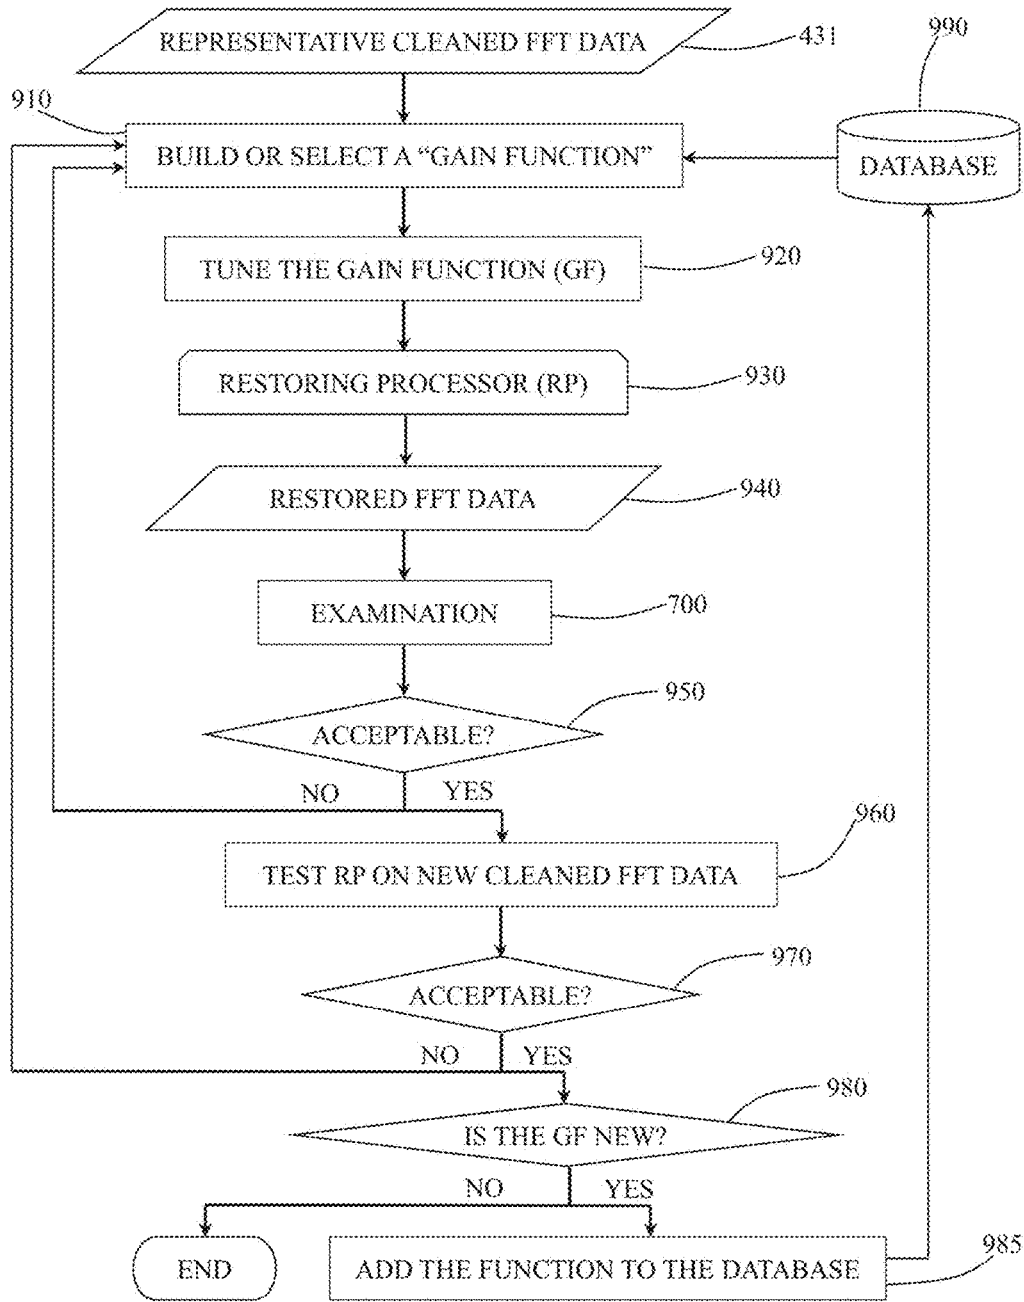 REPRESENTATIVE CLEANED FFT DATA
431
990
910
BUILD OR SELECT A “GAIN FUNCTION”
DATABASE
TUNE THE GAIN FUNCTION (GF)
920
RESTORING PROCESSOR (RP)
930
RESTORED FFT DATA
940
EXAMINATION
700
950
ACCEPTABLE?
NO
YES
960
TEST RP ON NEW CLEANED FFT DATA
970
ACCEPTABLE?
NO
YES
980
IS THE GF NEW?
NO
YES
END
ADD THE FUNCTION TO THE DATABASE
985